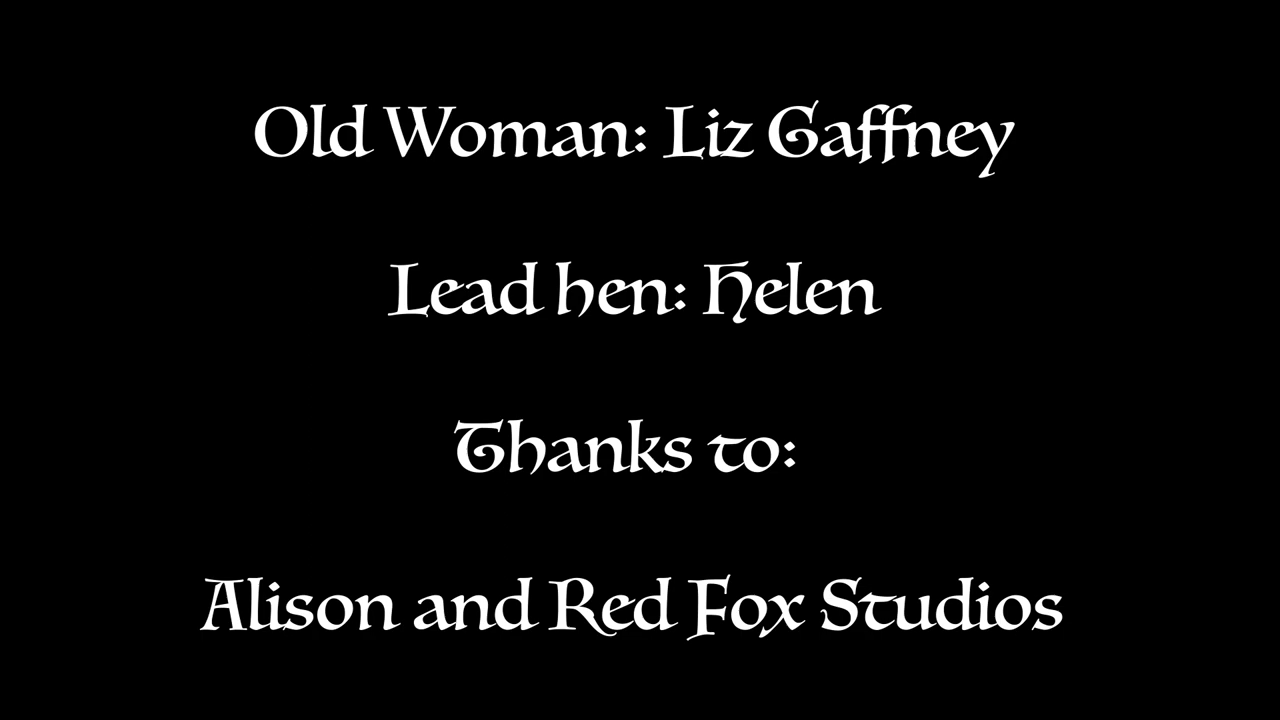 Old Woman: Liz Gaffney
Lead hen: Helen
Thanks to:
Alison and Red Fox Studios